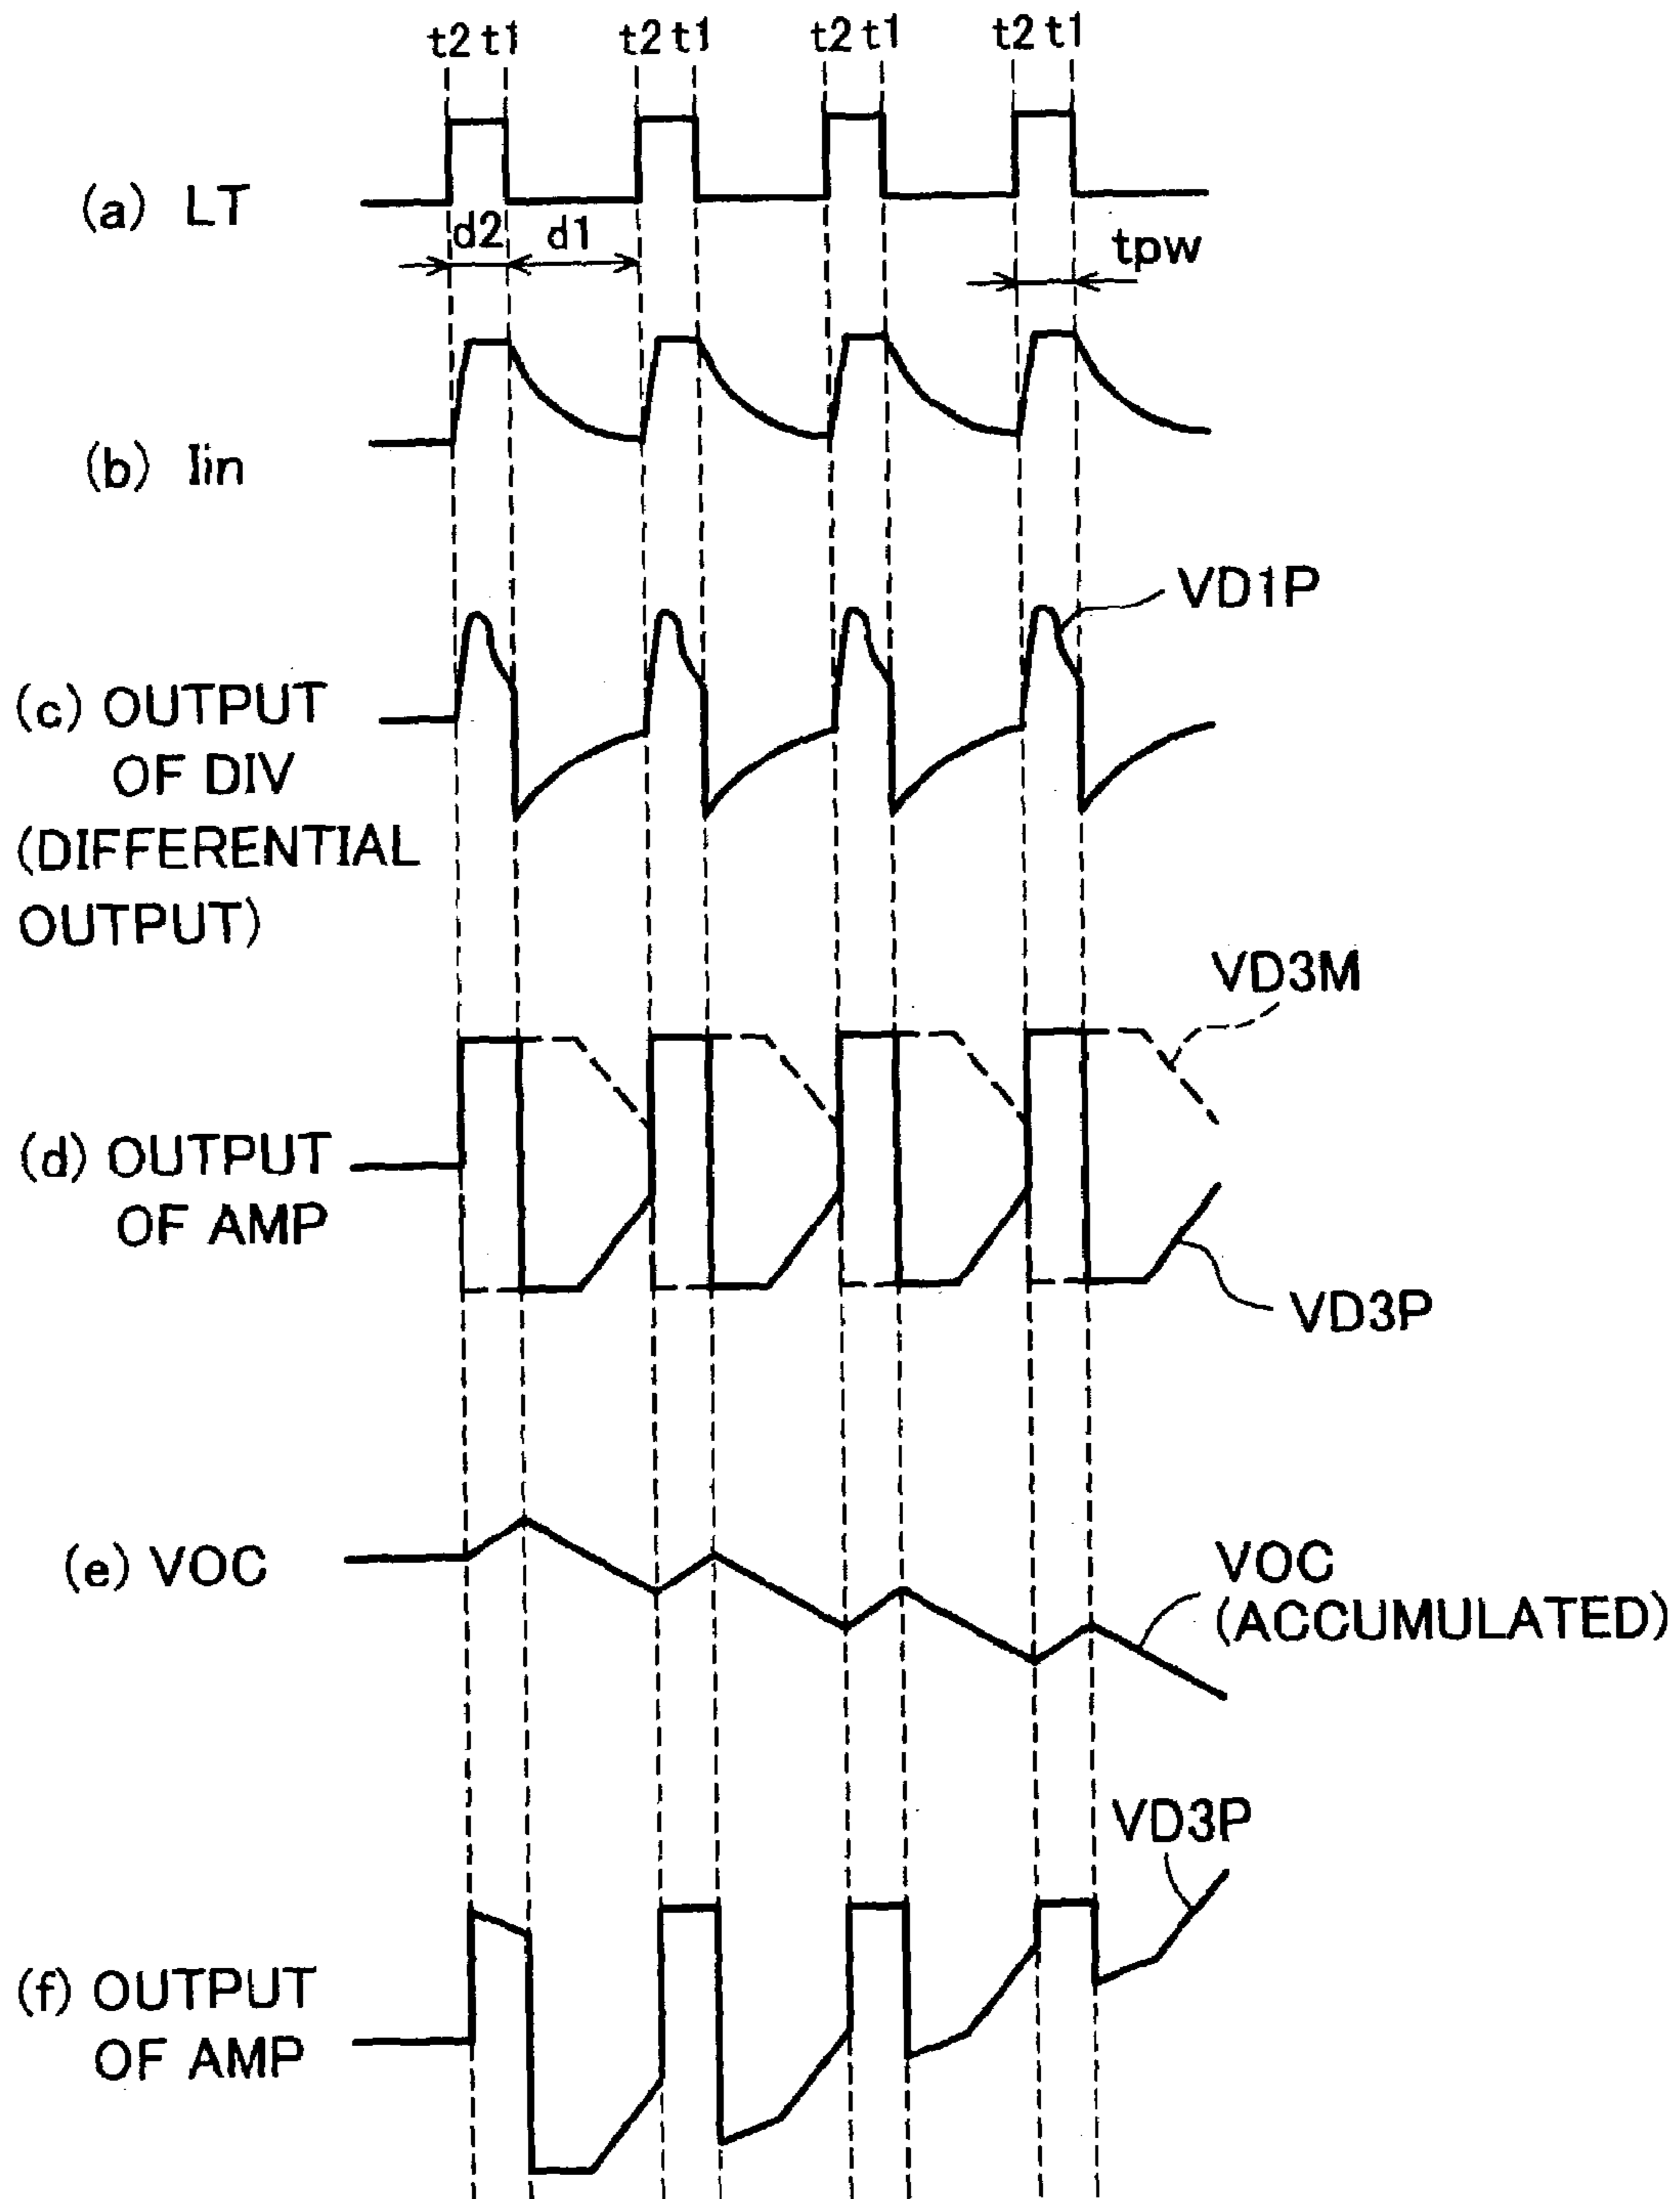 t2 t1 t2 t1 t2 t1 t2 t1
(a) LT
d2 d1 tpw
(b) Iin
VD1P
(c) OUTPUT
OF DIV
(DIFFERENTIAL
OUTPUT)
VD3M
(d) OUTPUT
OF AMP
VD3P
(e) VOC
VOC
(ACCUMULATED)
VD3P
(f) OUTPUT
OF AMP